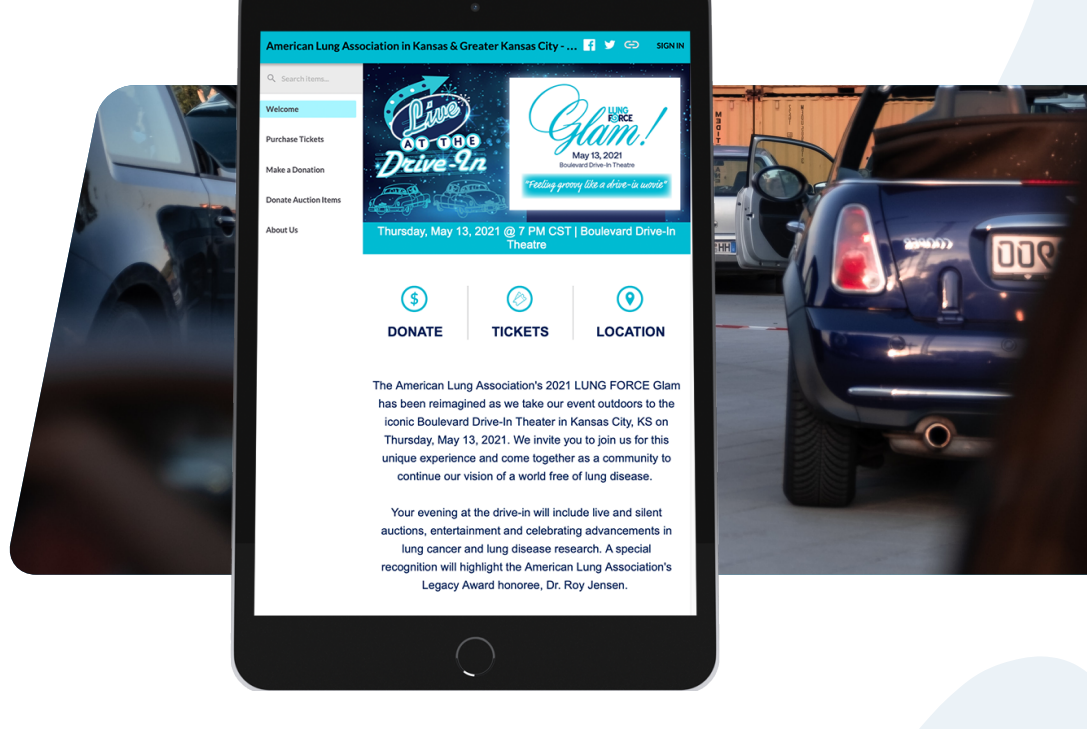 American Lung Association in Kansas & Greater Kansas City - ...
SIGN IN
Search items...
Welcome
Purchase Tickets
Make a Donation
Donate Auction Items
About Us
Live
AT THE
Drive-In
LUNG
FORCE
Glam!
May 13, 2021
Boulevard Drive-In Theatre
"Feeling groovy like a drive-in movie"
Thursday, May 13, 2021 @ 7 PM CST | Boulevard Drive-In
Theatre
DONATE
TICKETS
LOCATION
The American Lung Association's 2021 LUNG FORCE Glam
has been reimagined as we take our event outdoors to the
iconic Boulevard Drive-In Theater in Kansas City, KS on
Thursday, May 13, 2021. We invite you to join us for this
unique experience and come together as a community to
continue our vision of a world free of lung disease.
Your evening at the drive-in will include live and silent
auctions, entertainment and celebrating advancements in
lung cancer and lung disease research. A special
recognition will highlight the American Lung Association's
Legacy Award honoree, Dr. Roy Jensen.